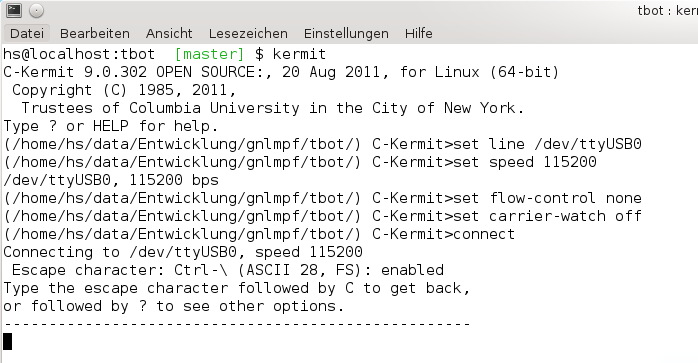 tbot : ker
Datei Bearbeiten Ansicht Lesezeichen Einstellungen Hilfe
hs@localhost:tbot  [master] $ kermit
C-Kermit 9.0.302 OPEN SOURCE:, 20 Aug 2011, for Linux (64-bit)
 Copyright (C) 1985, 2011,
  Trustees of Columbia University in the City of New York.
Type ? or HELP for help.
(/home/hs/data/Entwicklung/gnlmpf/tbot/) C-Kermit>set line /dev/ttyUSB0
(/home/hs/data/Entwicklung/gnlmpf/tbot/) C-Kermit>set speed 115200
/dev/ttyUSB0, 115200 bps
(/home/hs/data/Entwicklung/gnlmpf/tbot/) C-Kermit>set flow-control none
(/home/hs/data/Entwicklung/gnlmpf/tbot/) C-Kermit>set carrier-watch off
(/home/hs/data/Entwicklung/gnlmpf/tbot/) C-Kermit>connect
Connecting to /dev/ttyUSB0, speed 115200
 Escape character: Ctrl-\ (ASCII 28, FS): enabled
Type the escape character followed by C to get back,
or followed by ? to see other options.
----------------------------------------------------